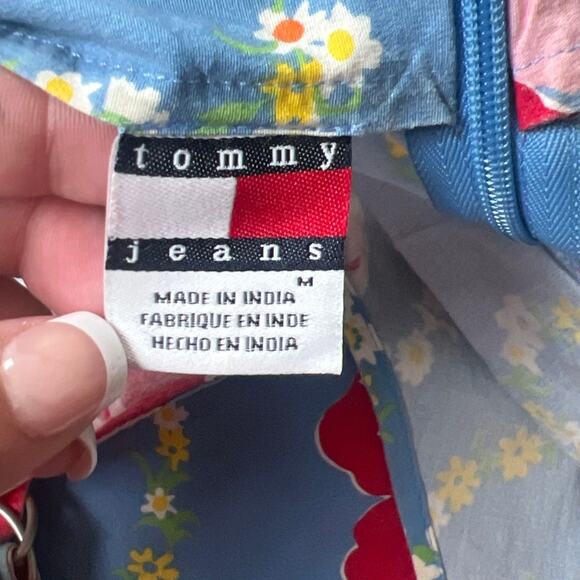 tommy
jeans
M
MADE IN INDIA
FABRIQUE EN INDE
HECHO EN INDIA